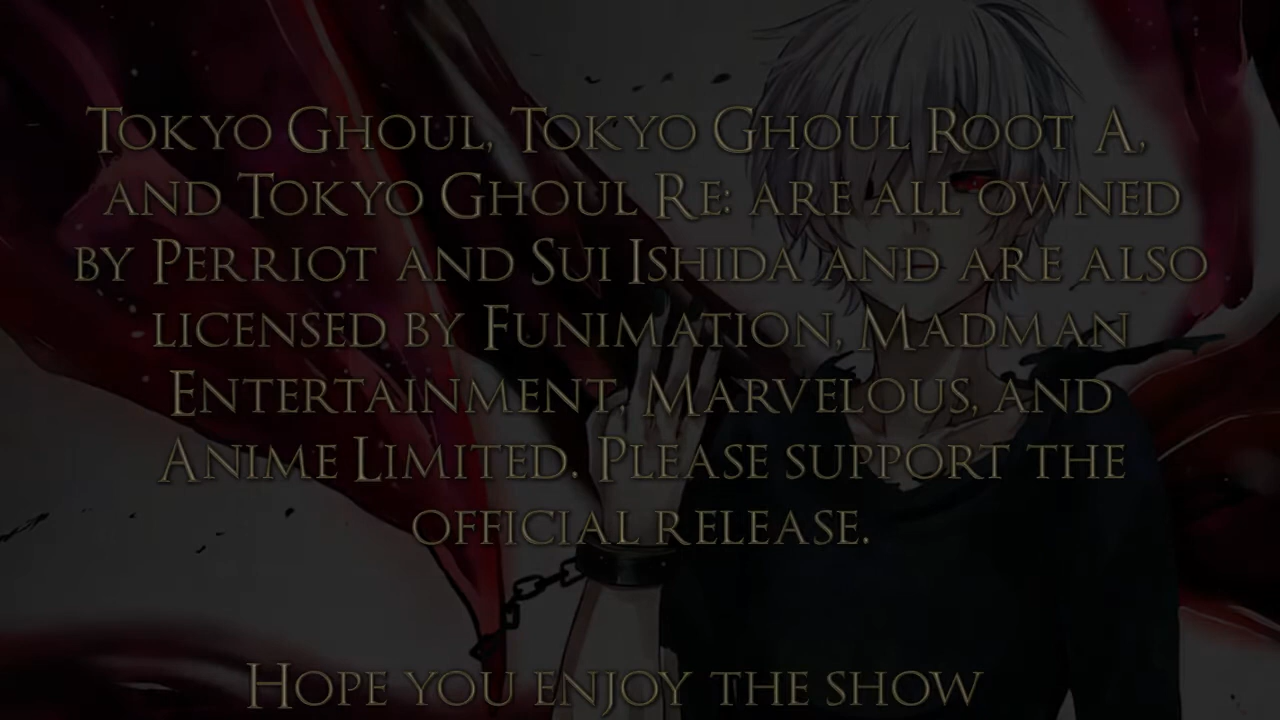 Tokyo Ghoul, Tokyo Ghoul Root A,
and Tokyo Ghoul Re: are all owned
by Perriot and Sui Ishida and are also
licensed by Funimation, Madman
Entertainment, Marvelous, and
Anime Limited. Please support the
official release.
Hope you enjoy the show